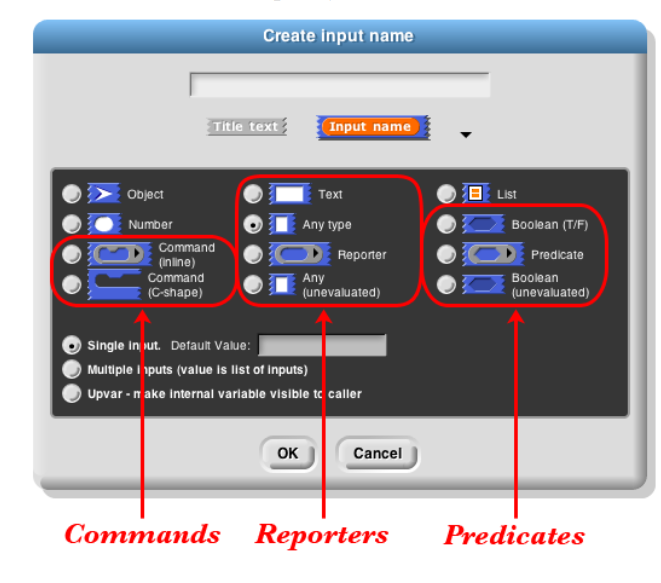 Create input name
Title text
Input name
Object
Text
List
Number
Any type
Boolean (T/F)
Command
(inline)
Reporter
Predicate
Command
(C-shape)
Any
(unevaluated)
Boolean
(unevaluated)
Single input. Default Value:
Multiple inputs (value is list of inputs)
Upvar - make internal variable visible to caller
OK
Cancel
Commands
Reporters
Predicates